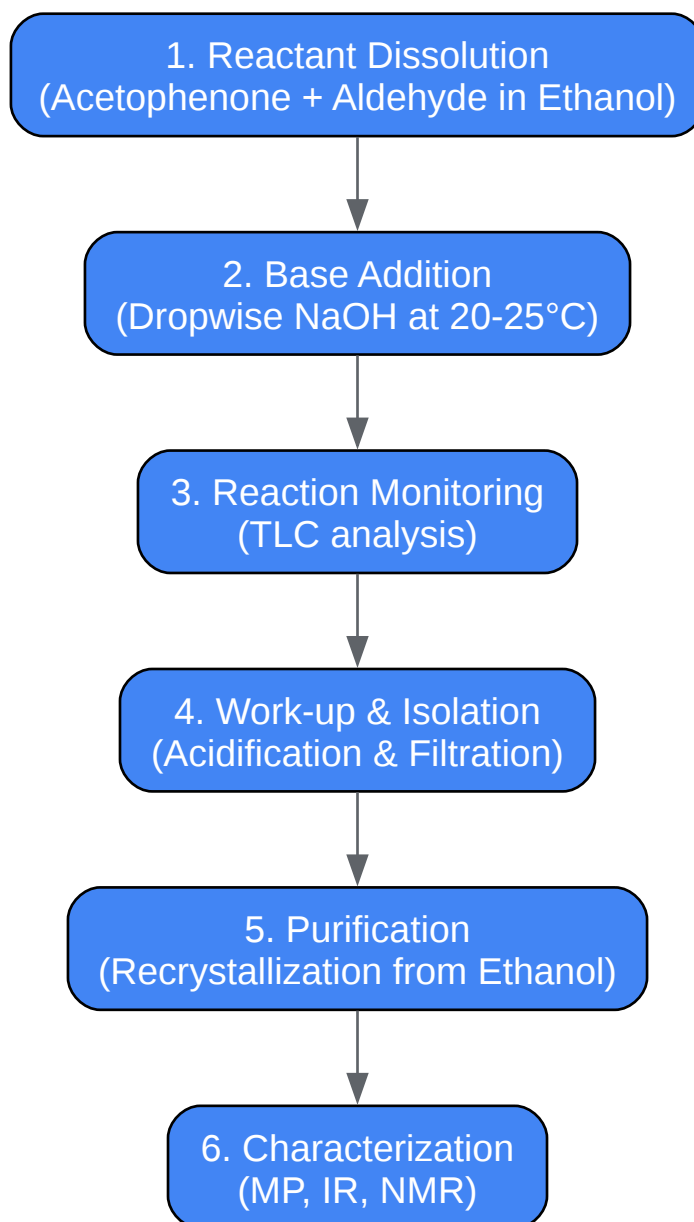 1. Reactant Dissolution
(Acetophenone + Aldehyde in Ethanol)
2. Base Addition
(Dropwise NaOH at 20-25°C)
3. Reaction Monitoring
(TLC analysis)
4. Work-up & Isolation
(Acidification & Filtration)
5. Purification
(Recrystallization from Ethanol)
6. Characterization
(MP, IR, NMR)